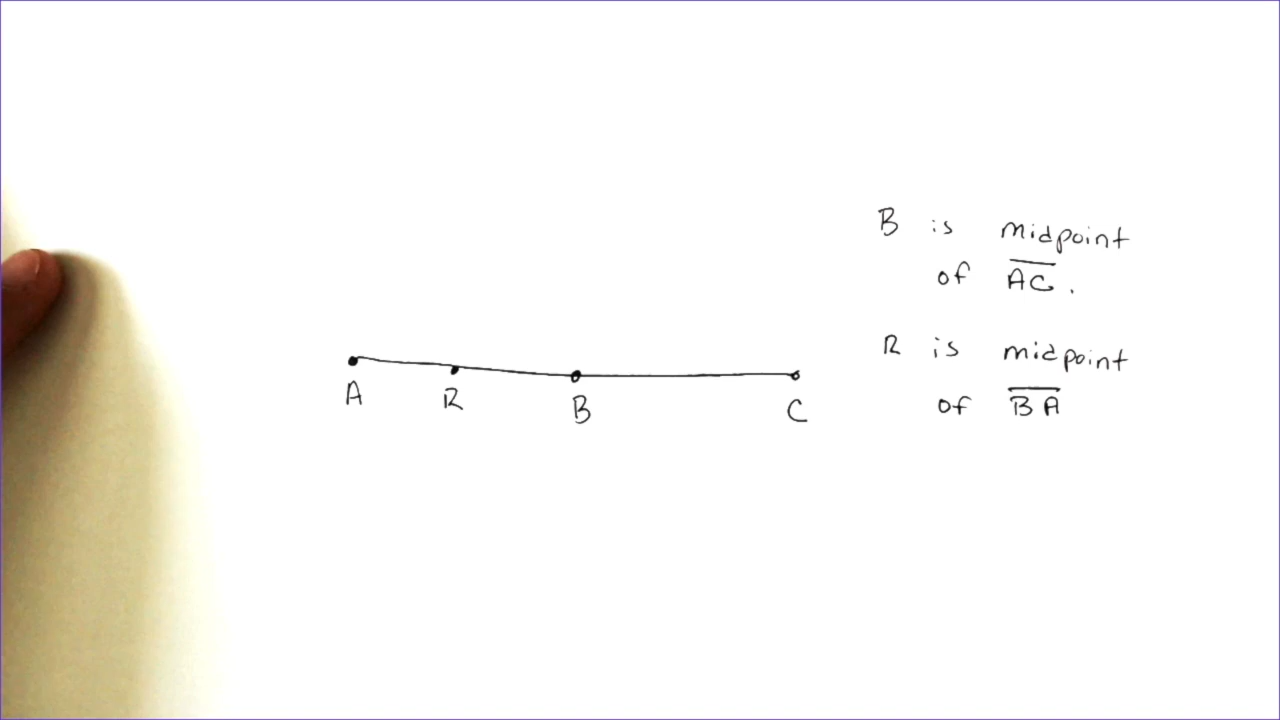 B is midpoint
of AC.
R is midpoint
of BA
A R B C